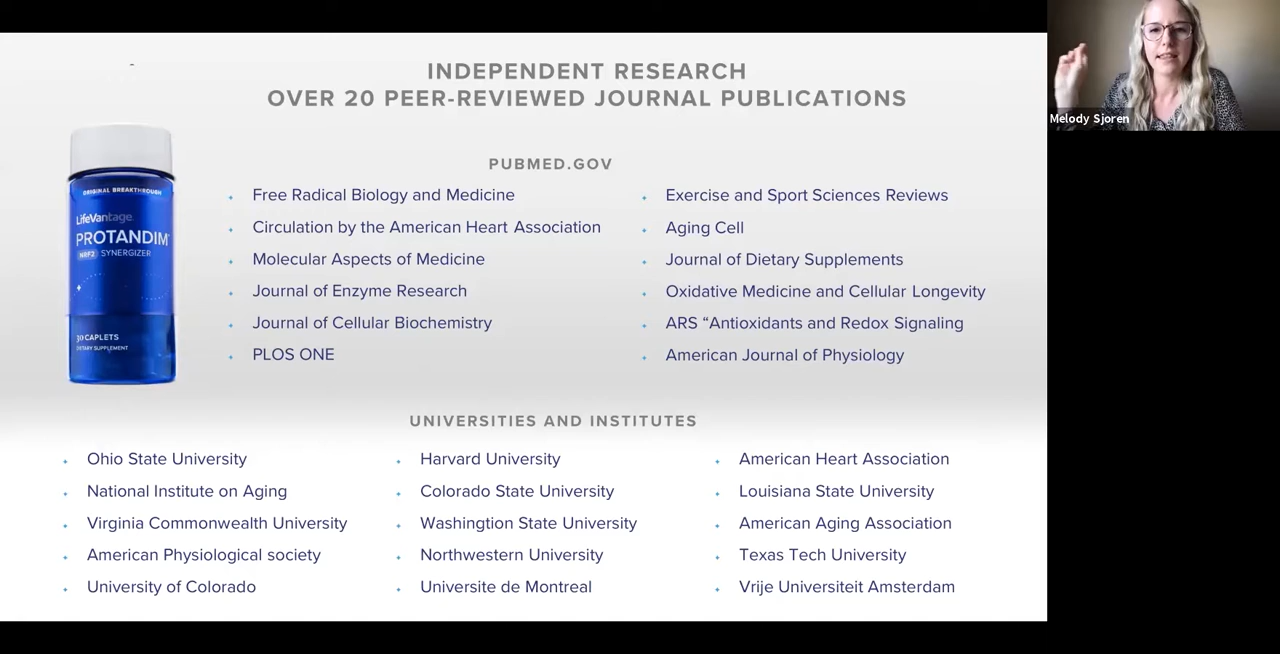 INDEPENDENT RESEARCH
OVER 20 PEER-REVIEWED JOURNAL PUBLICATIONS
Melody Sjoren
PUBMED.GOV
ORIGINAL BREAKTHROUGH
LifeVantage
PROTANDIM
NRF2 SYNERGIZER
30 CAPLETS
DIETARY SUPPLEMENT
Free Radical Biology and Medicine
Circulation by the American Heart Association
Molecular Aspects of Medicine
Journal of Enzyme Research
Journal of Cellular Biochemistry
PLOS ONE
Exercise and Sport Sciences Reviews
Aging Cell
Journal of Dietary Supplements
Oxidative Medicine and Cellular Longevity
ARS “Antioxidants and Redox Signaling
American Journal of Physiology
UNIVERSITIES AND INSTITUTES
Ohio State University
National Institute on Aging
Virginia Commonwealth University
American Physiological society
University of Colorado
Harvard University
Colorado State University
Washingtion State University
Northwestern University
Universite de Montreal
American Heart Association
Louisiana State University
American Aging Association
Texas Tech University
Vrije Universiteit Amsterdam